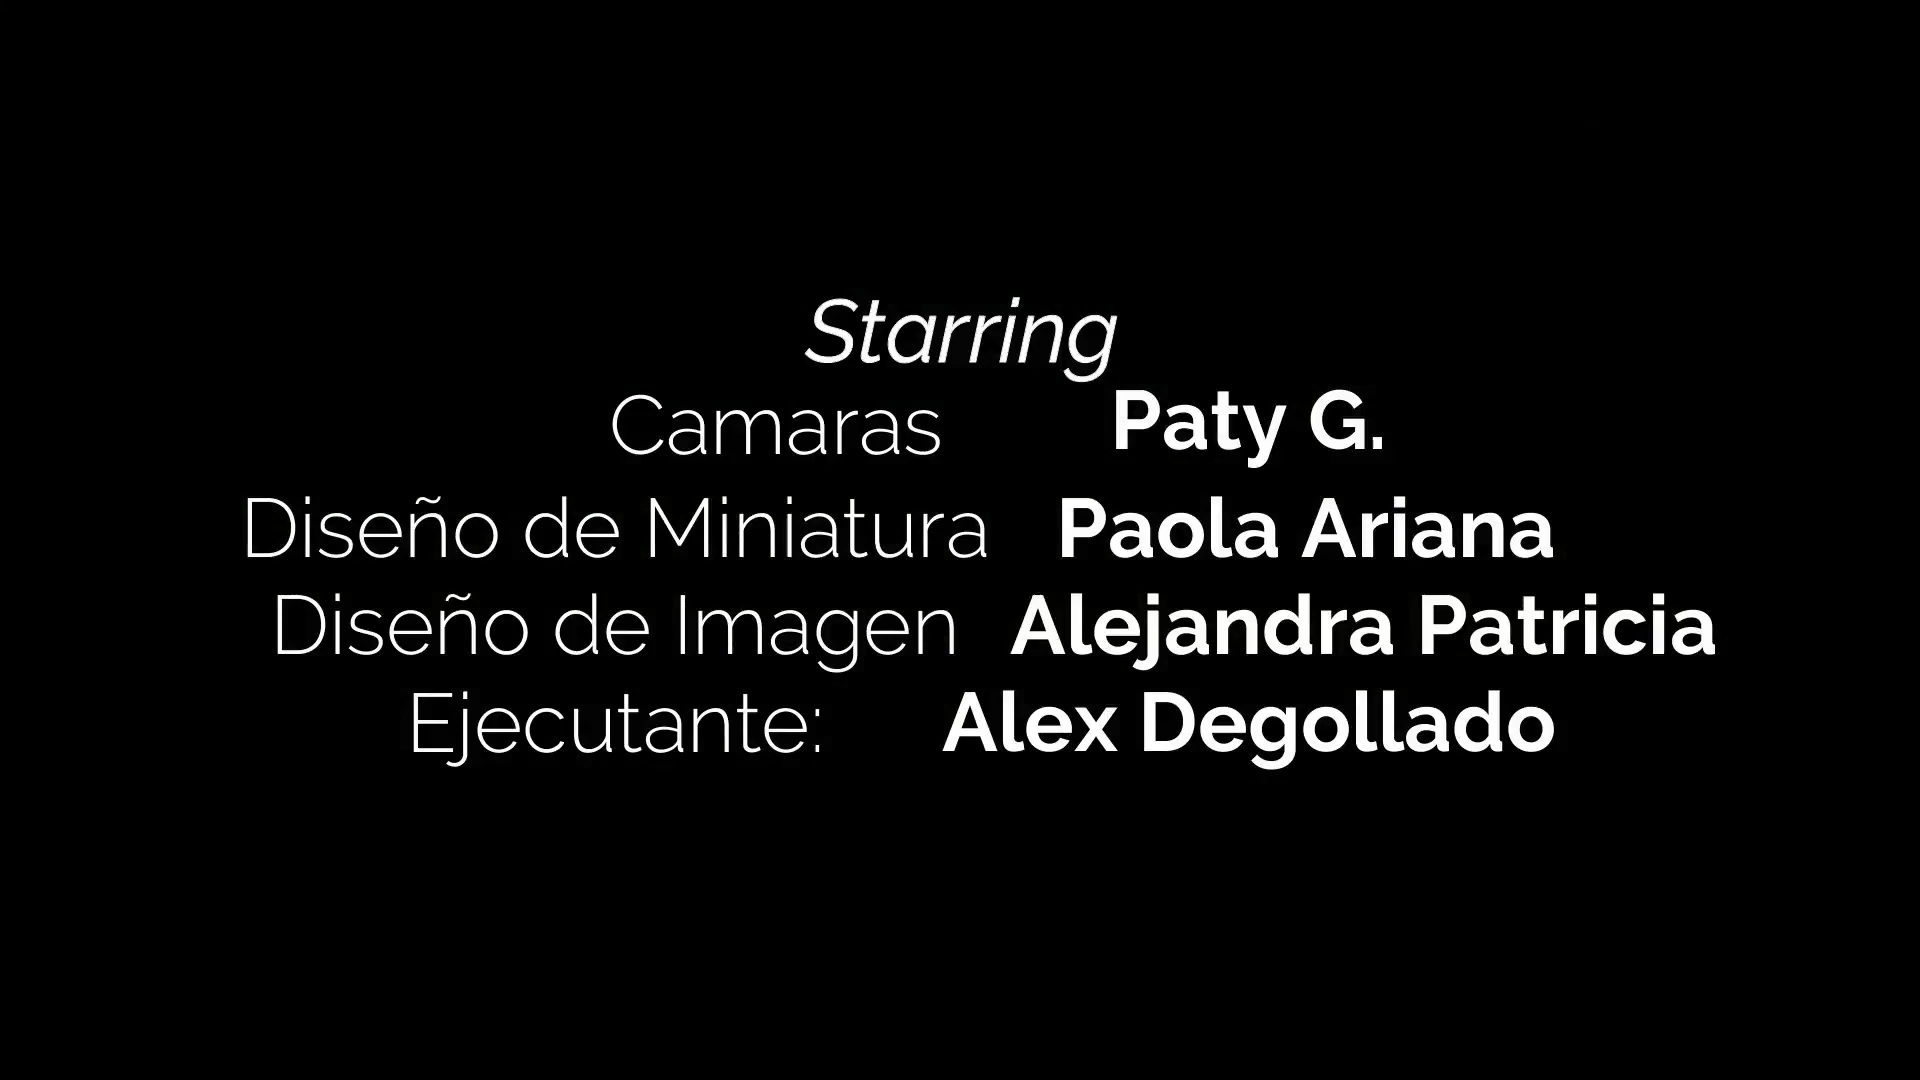 Starring
Camaras Paty G.
Diseño de Miniatura Paola Ariana
Diseño de Imagen Alejandra Patricia
Ejecutante: Alex Degollado